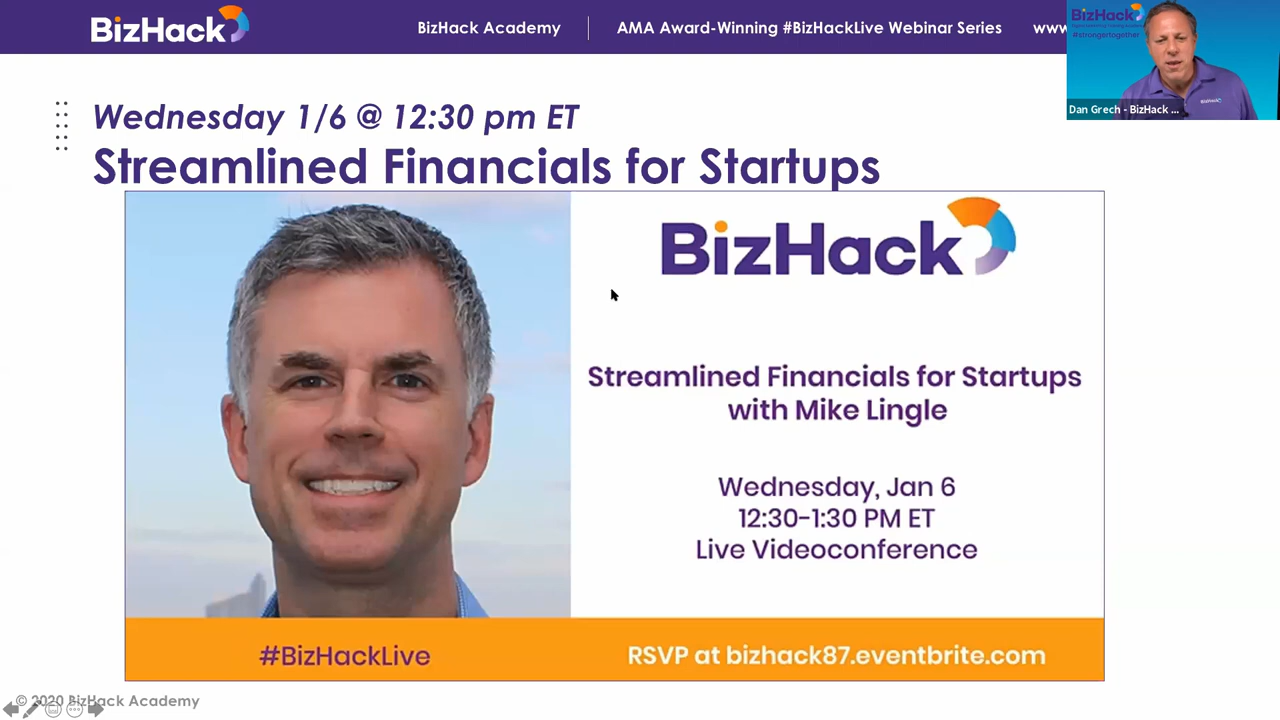 BizHack
BizHack Academy
AMA Award-Winning #BizHackLive Webinar Series
www
BizHack
#strongertogether
BizHack
Dan Grech - BizHack ...
Wednesday 1/6 @ 12:30 pm ET
Streamlined Financials for Startups
BizHack
Streamlined Financials for Startups
with Mike Lingle
Wednesday, Jan 6
12:30-1:30 PM ET
Live Videoconference
#BizHackLive
RSVP at bizhack87.eventbrite.com
© 2020 BizHack Academy